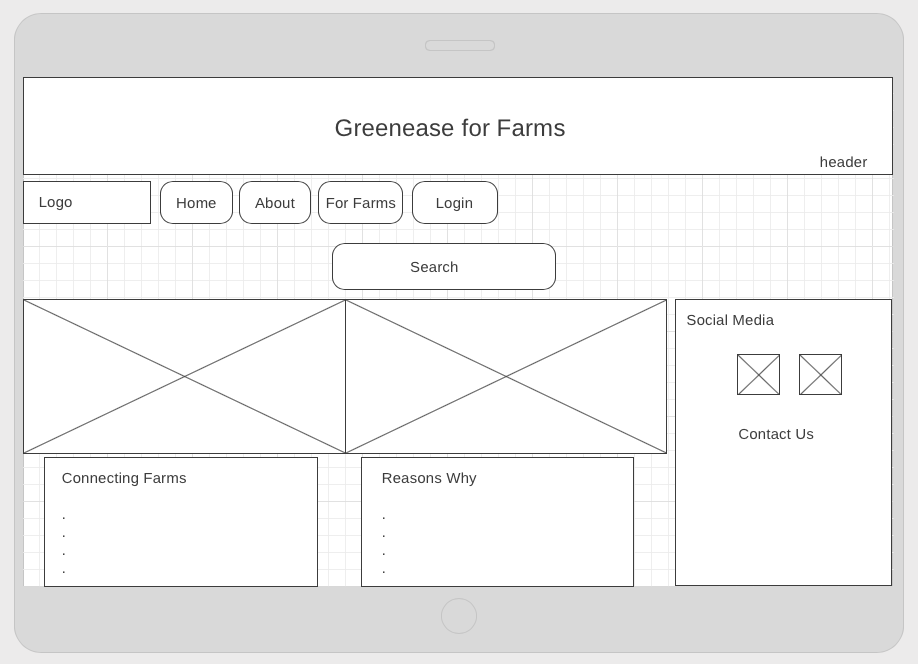 Greenease for Farms
header
Logo
Home
About
For Farms
Login
Search
Social Media
Contact Us
Connecting Farms
.
.
.
.
Reasons Why
.
.
.
.